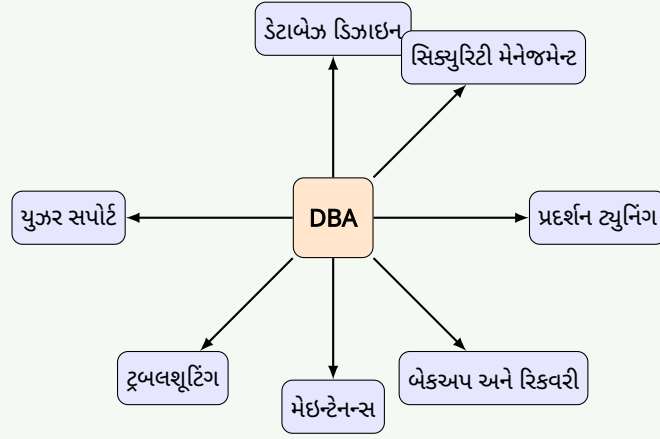 ડેટાબેઝ ડિઝાઇન
સિક્યુરિટી મેનેજમેન્ટ
યુઝર સપોર્ટ
DBA
પ્રદર્શન ટ્યુનિંગ
ટ્રબલશૂટિંગ
મેઇન્ટેનન્સ
બેકઅપ અને રિકવરી